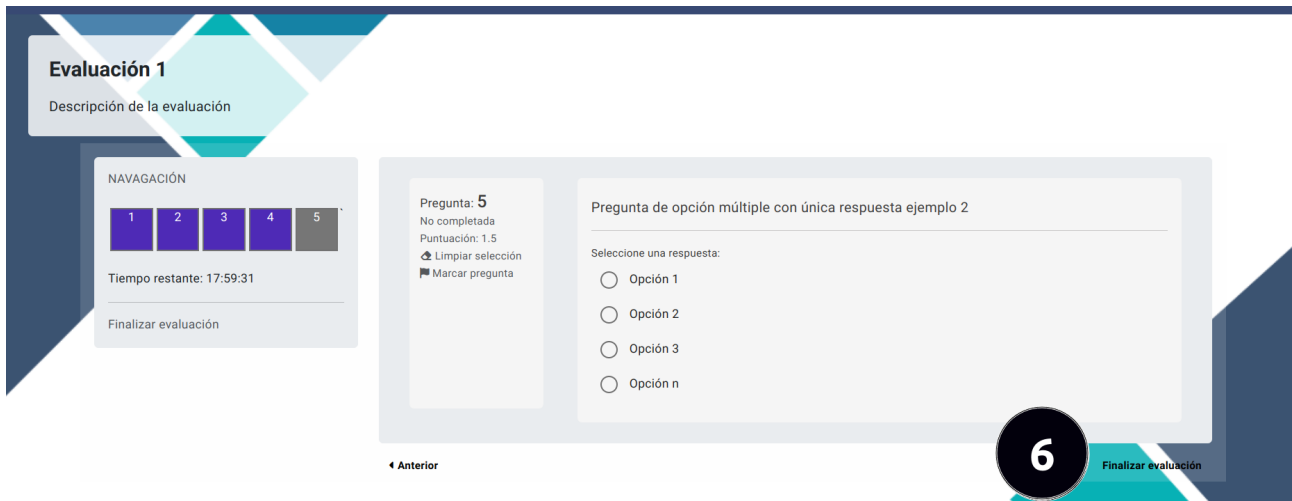 Evaluación 1
Descripción de la evaluación
NAVAGACIÓN
1 2 3 4 5
Tiempo restante: 17:59:31
Finalizar evaluación
Pregunta: 5
No completada
Puntuación: 1.5
Limpiar selección
Marcar pregunta
Pregunta de opción múltiple con única respuesta ejemplo 2
Seleccione una respuesta:
Opción 1
Opción 2
Opción 3
Opción n
Anterior
6
Finalizar evaluación